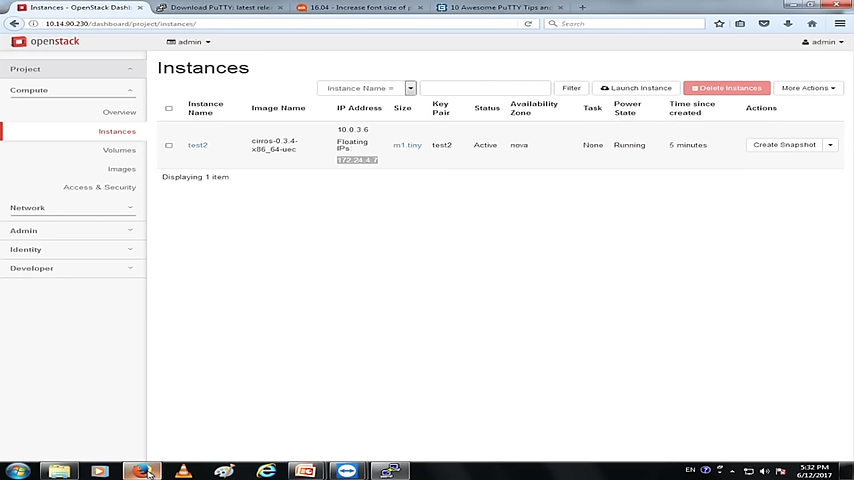 Instances - OpenStack Dashl
Download PuTTY: latest rele
16.04 - Increase font size of p
10 Awesome PuTTY Tips and
10.14.90.230/dashboard/project/instances/
Search
openstack
admin
admin
Project
Compute
Overview
Instances
Volumes
Images
Access & Security
Network
Admin
Identity
Developer
Instances
Instance Name =
Filter
Launch Instance
Delete Instances
More Actions
Instance Name
Image Name
IP Address
Size
Key Pair
Status
Availability Zone
Task
Power State
Time since created
Actions
test2
cirros-0.3.4-x86_64-uec
10.0.3.6
Floating IPs:
172.24.4.7
m1.tiny
test2
Active
nova
None
Running
5 minutes
Create Snapshot
Displaying 1 item
EN
5:32 PM
6/12/2017